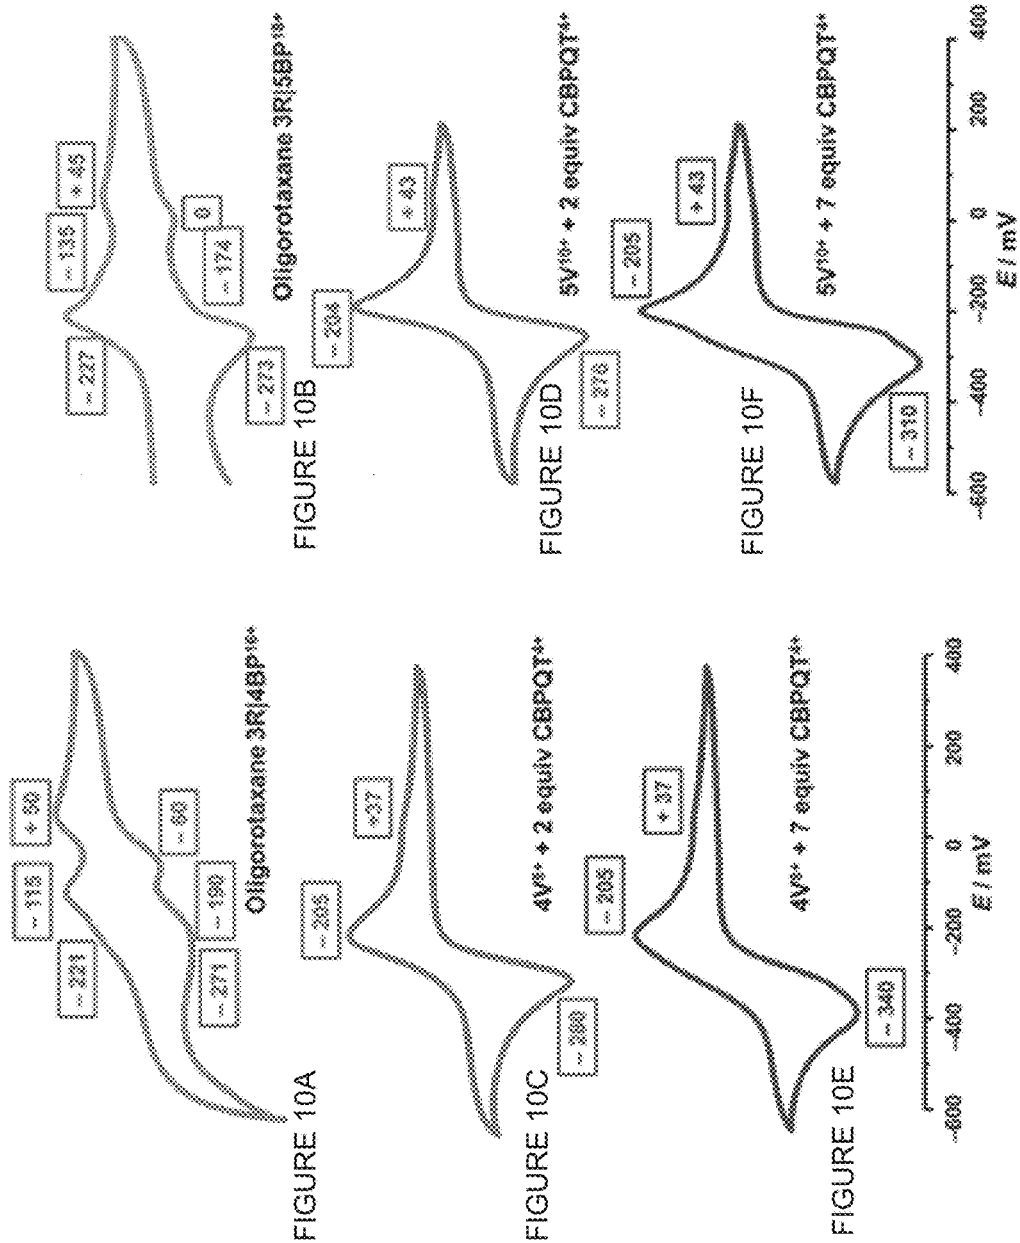 − 221
− 115
+ 50
− 60
− 190
− 271
Oligorotaxane 3R|4BP
FIGURE 10A
− 227
− 135
+ 45
0
− 174
− 273
Oligorotaxane 3R|5BP
FIGURE 10B
− 205
+37
− 280
4V⁸⁺ + 2 equiv CBPQT⁴⁺
FIGURE 10C
− 204
+ 43
− 276
5V¹⁰⁺ + 2 equiv CBPQT⁴⁺
FIGURE 10D
− 205
+ 37
− 340
4V⁸⁺ + 7 equiv CBPQT⁴⁺
FIGURE 10E
− 205
+ 43
− 310
5V¹⁰⁺ + 7 equiv CBPQT⁴⁺
FIGURE 10F
−600 −400 −200 0 200 400
E / mV
−600 −400 −200 0 200 400
E / mV